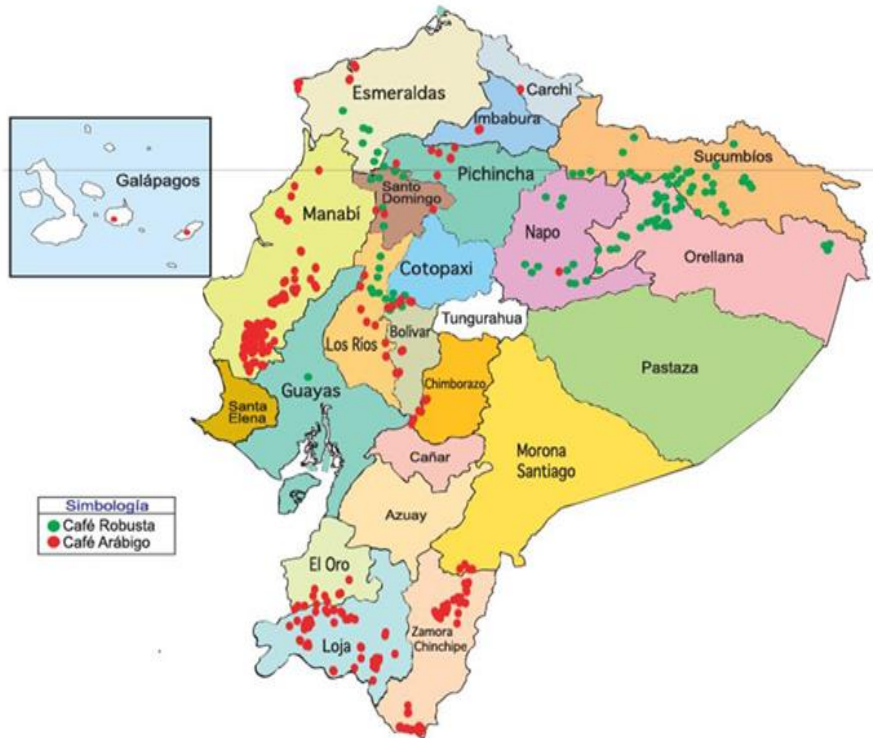 Esmeraldas
Carchi
Imbabura
Galápagos
Pichincha
Sucumbíos
Santo
Domingo
Manabí
Napo
Cotopaxi
Orellana
Tungurahua
Los Ríos
Bolívar
Pastaza
Guayas
Chimborazo
Santa
Elena
Morona
Santiago
Cañar
Simbología
Café Robusta
Café Arábigo
Azuay
El Oro
Loja
Zamora
Chinchipe